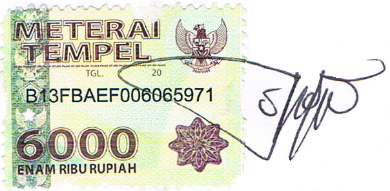 METERAI
TEMPEL
TGL. 20
B13FBAEF006065971
6000
ENAM RIBU RUPIAH